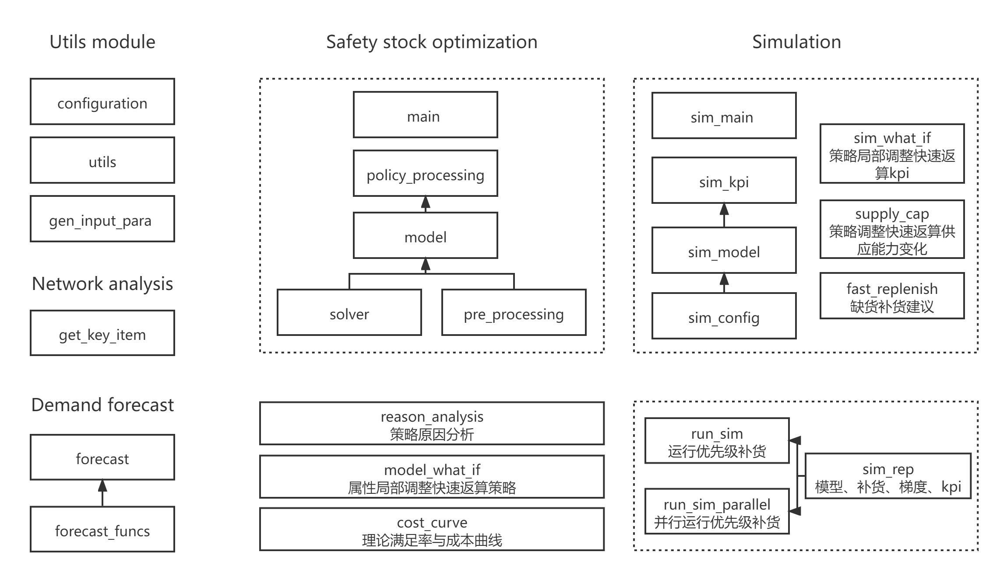 Utils module
configuration
utils
gen_input_para
Network analysis
get_key_item
Demand forecast
forecast
forecast_funcs
Safety stock optimization
main
policy_processing
model
solver
pre_processing
reason_analysis
策略原因分析
model_what_if
属性局部调整快速返算策略
cost_curve
理论满足率与成本曲线
Simulation
sim_main
sim_kpi
sim_model
sim_config
sim_what_if
策略局部调整快速返
算kpi
supply_cap
策略调整快速返算供
应能力变化
fast_replenish
缺货补货建议
run_sim
运行优先级补货
run_sim_parallel
并行运行优先级补货
sim_rep
模型、补货、梯度、kpi